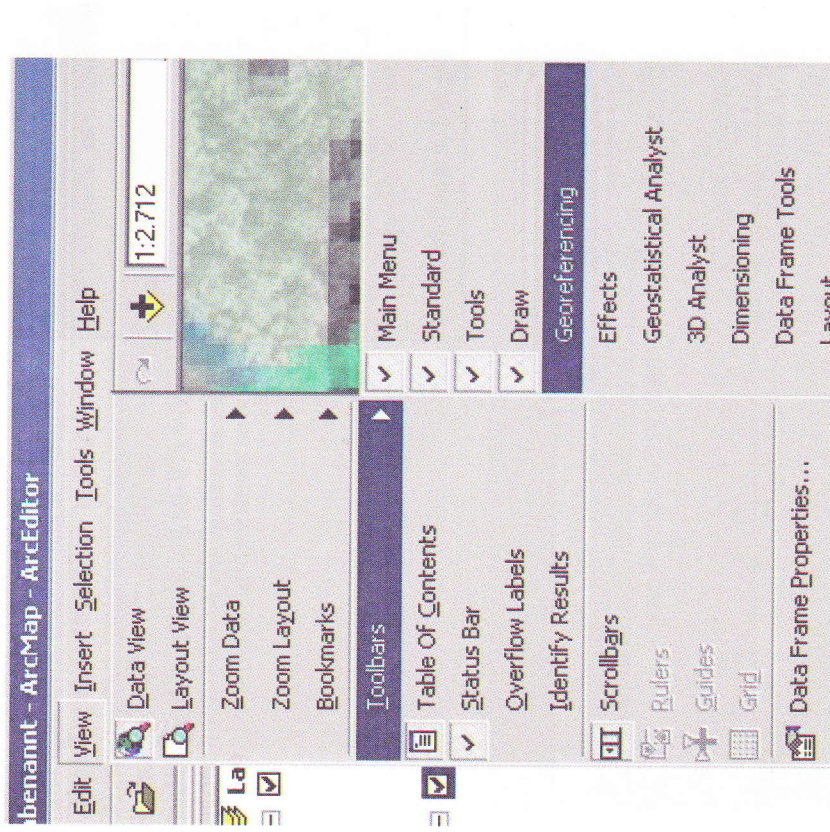 benannt - ArcMap - ArcEditor
Edit View Insert Selection Tools Window Help
1:2.712
Data View
Layout View
Zoom Data
Zoom Layout
Bookmarks
Toolbars
Table Of Contents
Status Bar
Overflow Labels
Identify Results
Scrollbars
Rulers
Guides
Grid
Data Frame Properties...
La
Main Menu
Standard
Tools
Draw
Georeferencing
Effects
Geostatistical Analyst
3D Analyst
Dimensioning
Data Frame Tools
Layout